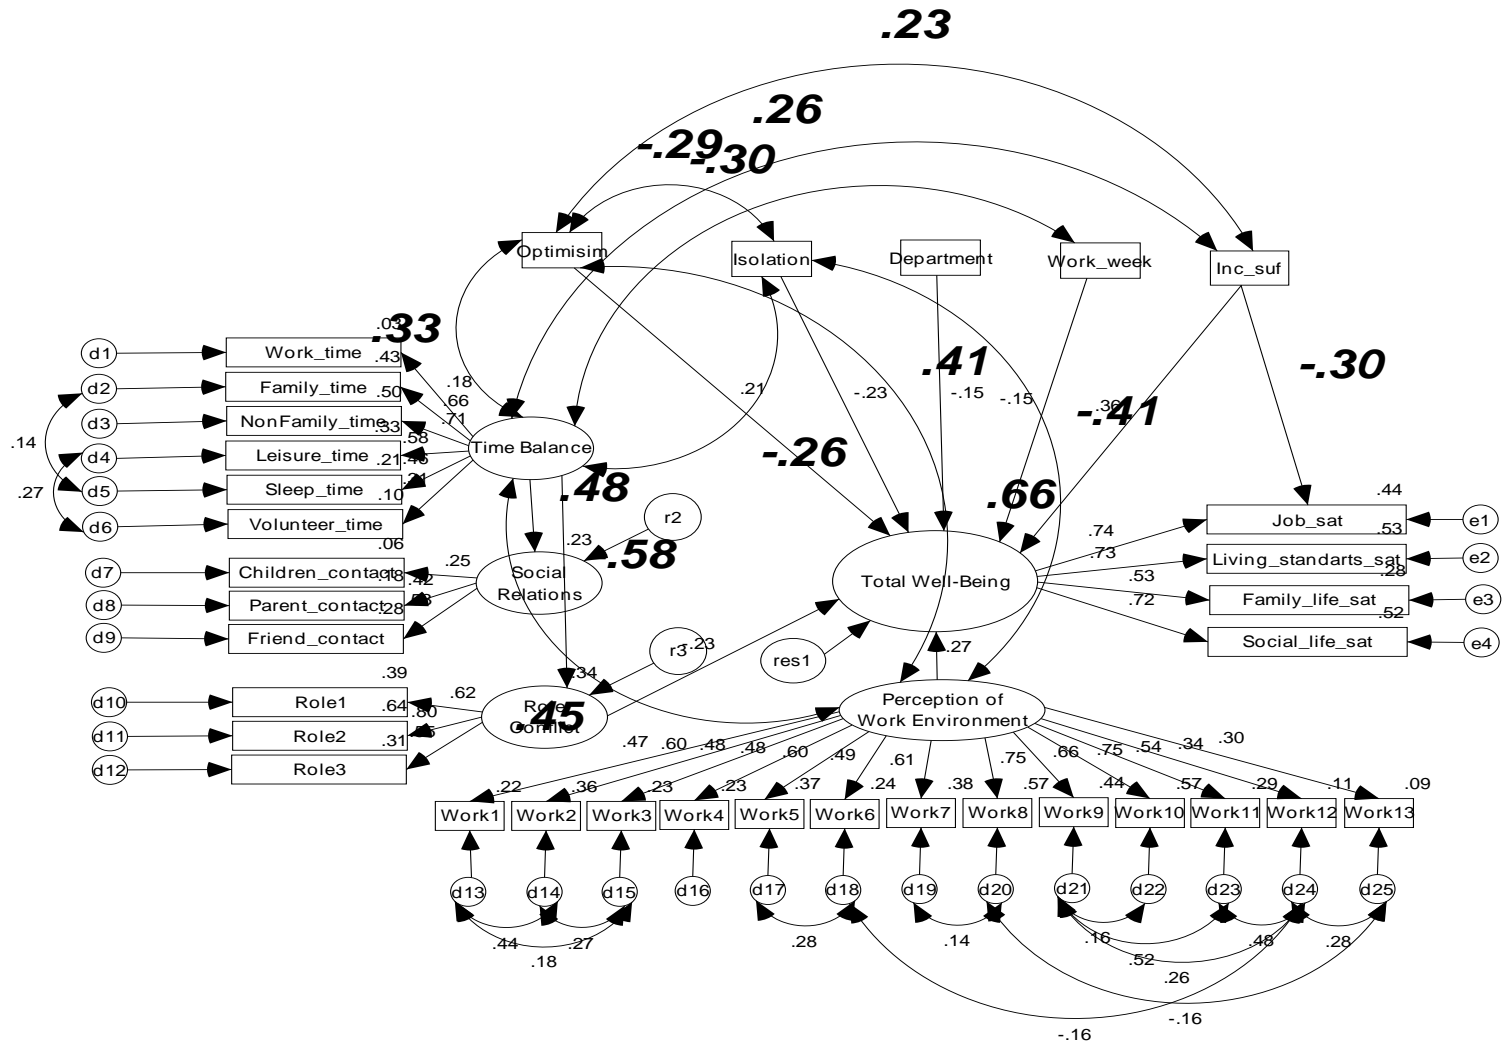 .23
.26
-.29
-.30
Optimisim
Isolation
Department
Work_week
Inc_suf
.03
.33
.41
-.30
d1
Work_time
.43
.18
.21
-.23
-.15
-.15
.36
-.41
d2
Family_time
.50
.66
d3
NonFamily_time
.33
.71
.14
d4
Leisure_time
.58
Time Balance
-.26
.21
.46
d5
Sleep_time
.48
.66
.44
.27
.10
d6
Volunteer_time
r2
.74
Job_sat
e1
.53
.06
.23
.58
.73
Living_standarts_sat
e2
.28
d7
Children_contact
.25
Social
Relations
Total Well-Being
.53
.18
.42
d8
Parent_contact
.28
.72
Family_life_sat
e3
.52
d9
Friend_contact
Social_life_sat
e4
r3
-.23
res1
.27
.39
.34
d10
Role1
.62
.64
.80
Role
Conflict
.45
Perception of
Work Environment
d11
Role2
.31
d12
Role3
.47
.60
.48
.48
.60
.49
.61
.75
.66
.75
.54
.34
.30
.22
.36
.23
.23
.37
.24
.38
.57
.44
.57
.29
.11
.09
Work1
Work2
Work3
Work4
Work5
Work6
Work7
Work8
Work9
Work10
Work11
Work12
Work13
d13
d14
d15
d16
d17
d18
d19
d20
d21
d22
d23
d24
d25
.44
.27
.28
.14
.16
.48
.28
.18
.52
.26
-.16
-.16